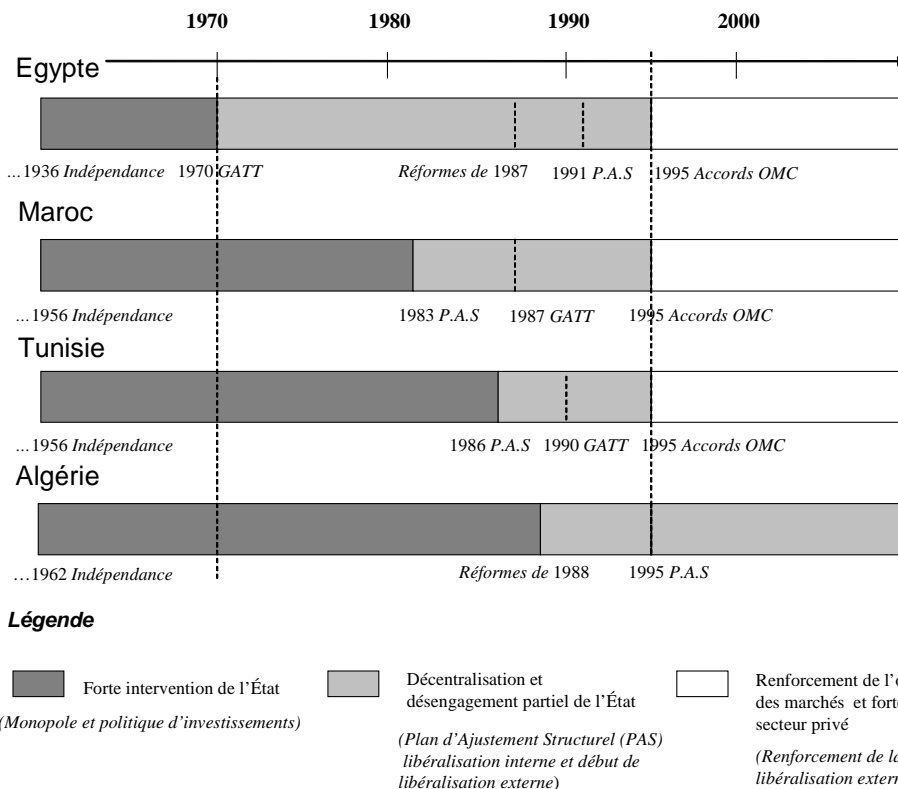 1970 1980 1990 2000
Egypte
...1936 Indépendance 1970 GATT Réformes de 1987 1991 P.A.S 1995 Accords OMC
Maroc
...1956 Indépendance 1983 P.A.S 1987 GATT 1995 Accords OMC
Tunisie
...1956 Indépendance 1986 P.A.S 1990 GATT 1995 Accords OMC
Algérie
...1962 Indépendance Réformes de 1988 1995 P.A.S
Légende
Forte intervention de l'État
(Monopole et politique d'investissements)
Décentralisation et
désengagement partiel de l'État
(Plan d'Ajustement Structurel (PAS)
libéralisation interne et début de
libéralisation externe)
Renforcement de l'
des marchés et forte
secteur privé
(Renforcement de la
libéralisation extern